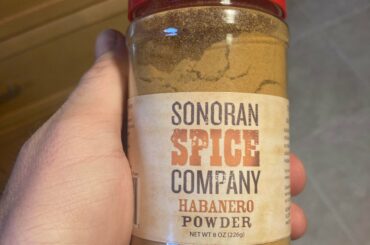 SONORAN
SPICE
COMPANY
HABANERO
POWDER
NET WT 8 OZ (226g)